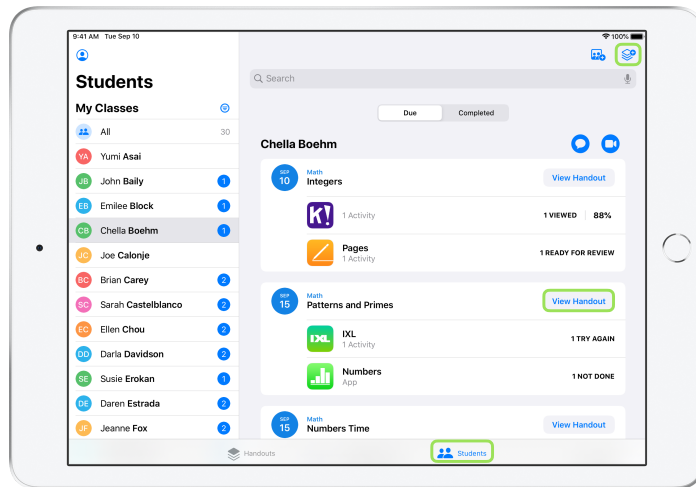 9:41 AM Tue Sep 10
100%
Students
My Classes
All 30
YA Yumi Asai
JB John Baily 1
EB Emilee Block 1
CB Chella Boehm 1
JC Joe Calonje
BC Brian Carey 2
SC Sarah Castelblanco 2
EC Ellen Chou 2
DD Darla Davidson 2
SE Susie Erokan 1
DE Daren Estrada 2
JF Jeanne Fox 2
Search
Due Completed
Chella Boehm
SEP 10
Math
Integers
View Handout
K!
1 Activity
1 VIEWED 88%
Pages
1 Activity
1 READY FOR REVIEW
SEP 15
Math
Patterns and Primes
View Handout
IXL
IXL
1 Activity
1 TRY AGAIN
Numbers
App
1 NOT DONE
SEP 15
Math
Numbers Time
View Handout
Handouts
Students